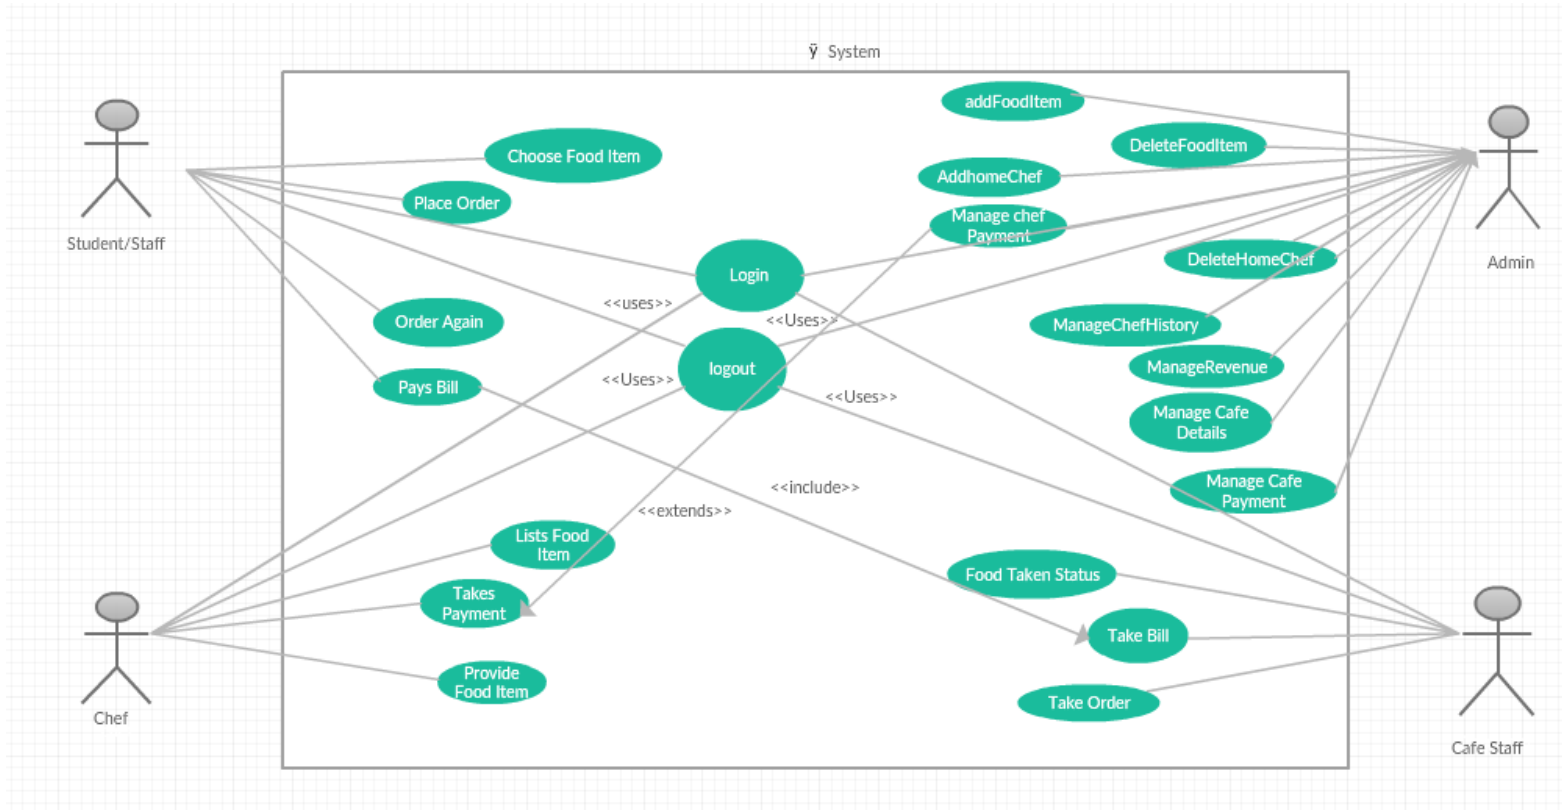 ÿ System
addFoodItem
DeleteFoodItem
Choose Food Item
AddhomeChef
Place Order
Manage chef
Payment
Student/Staff
DeleteHomeChef
Admin
Login
<<uses>>
<<Uses>>
Order Again
ManageChefHistory
logout
ManageRevenue
<<Uses>>
Pays Bill
<<Uses>>
Manage Cafe
Details
<<include>>
Manage Cafe
Payment
<<extends>>
Lists Food
Item
Food Taken Status
Takes
Payment
Take Bill
Provide
Food Item
Take Order
Chef
Cafe Staff